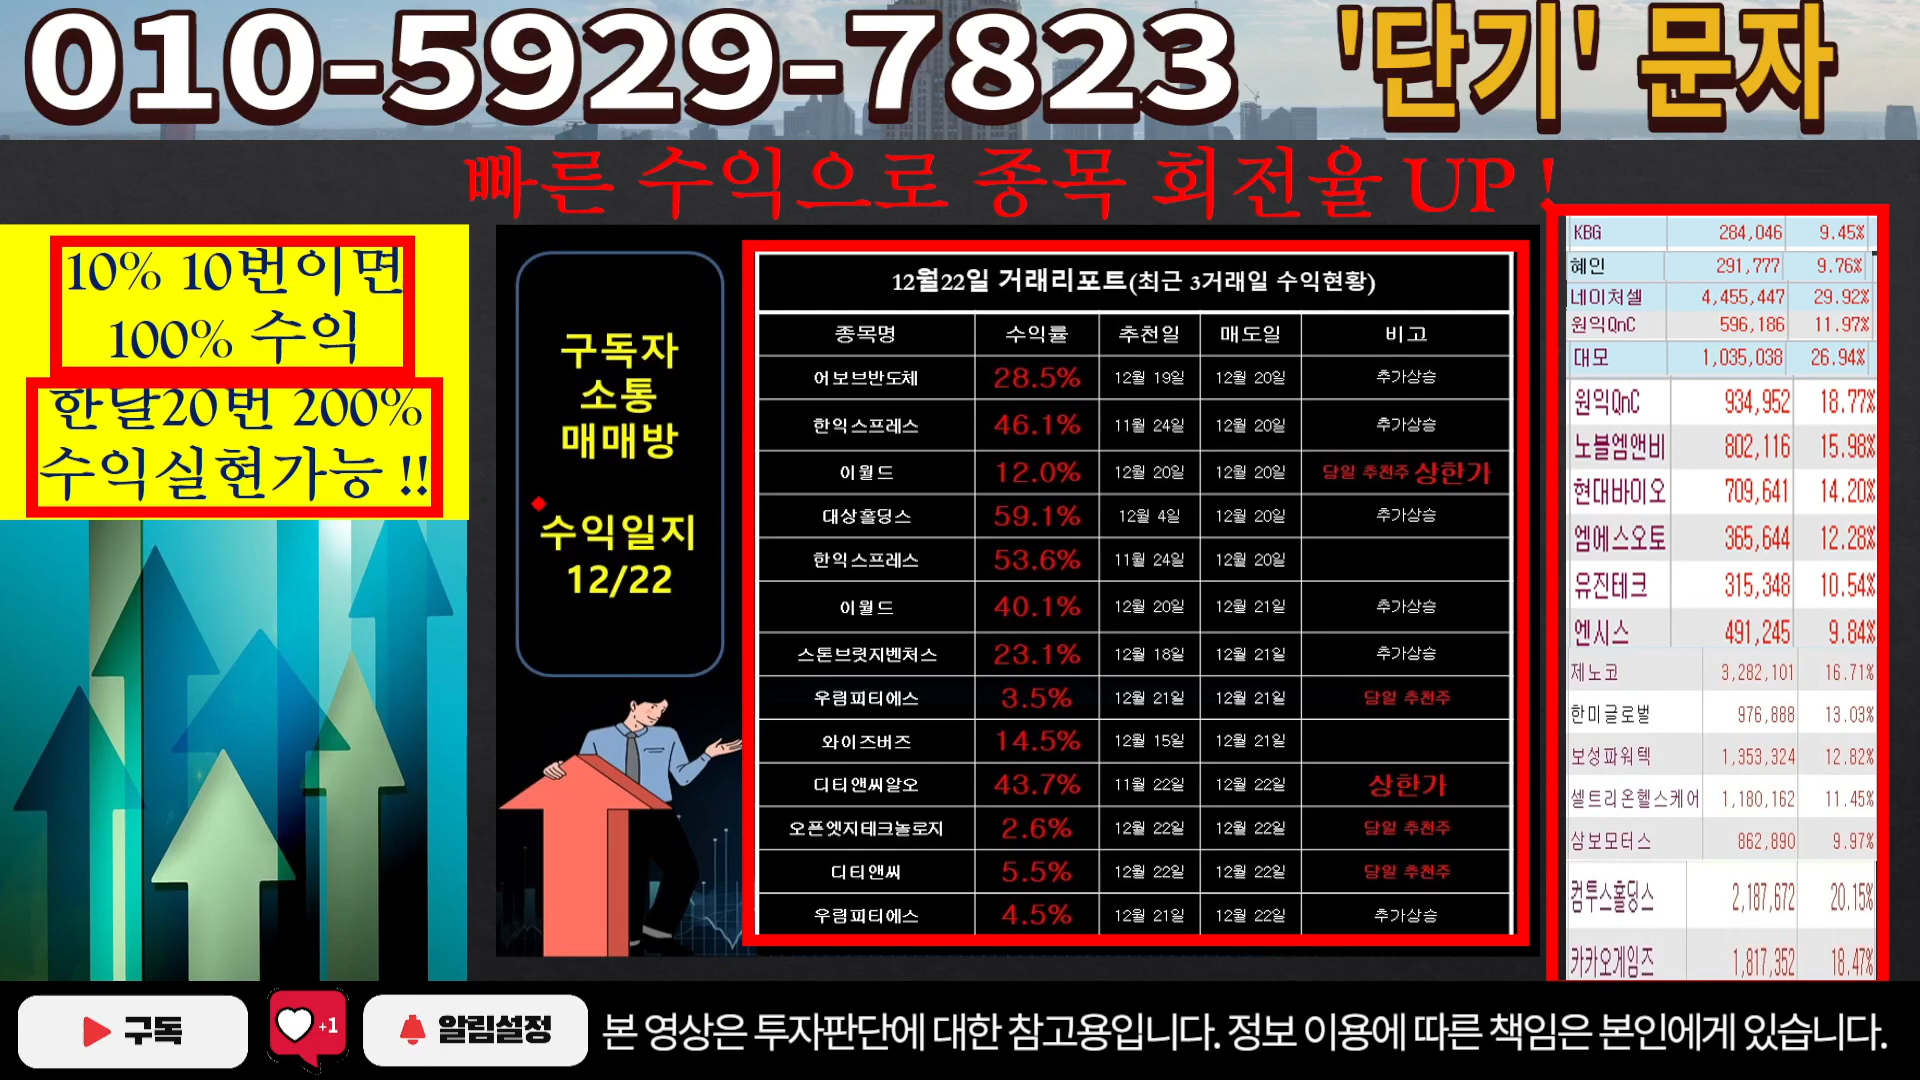 010-5929-7823 '단기' 문자
빠른 수익으로 종목 회전율 UP !
10% 10번이면
100% 수익
한달20번 200%
수익실현가능 !!
구독자
소통
매매방
수익일지
12/22
12월22일 거래리포트(최근 3거래일 수익현황)
종목명 수익률 추천일 매도일 비고
어보브반도체 28.5% 12월 19일 12월 20일 추가상승
한익스프레스 46.1% 11월 24일 12월 20일 추가상승
이월드 12.0% 12월 20일 12월 20일 당일 추천주 상한가
대상홀딩스 59.1% 12월 4일 12월 20일 추가상승
한익스프레스 53.6% 11월 24일 12월 20일
이월드 40.1% 12월 20일 12월 21일 추가상승
스톤브릿지벤처스 23.1% 12월 18일 12월 21일 추가상승
우림피티에스 3.5% 12월 21일 12월 21일 당일 추천주
와이즈버즈 14.5% 12월 15일 12월 21일
디티앤씨알오 43.7% 11월 22일 12월 22일 상한가
오픈엣지테크놀로지 2.6% 12월 22일 12월 22일 당일 추천주
디티앤씨 5.5% 12월 22일 12월 22일 당일 추천주
우림피티에스 4.5% 12월 21일 12월 22일 추가상승
KBG 284,046 9.45%
혜인 291,777 9.76%
네이처셀 4,455,447 29.92%
원익QnC 596,186 11.97%
대모 1,035,038 26.94%
원익QnC 934,952 18.77%
노블엠앤비 802,116 15.98%
현대바이오 709,641 14.20%
엠에스오토 365,644 12.28%
유진테크 315,348 10.54%
엔시스 491,245 9.84%
제노코 3,282,101 16.71%
한미글로벌 976,888 13.03%
보성파워텍 1,353,324 12.82%
셀트리온헬스케어 1,180,162 11.45%
삼보모터스 862,890 9.97%
컴투스홀딩스 2,187,672 20.15%
카카오게임즈 1,817,352 18.47%
구독 +1 알림설정 본 영상은 투자판단에 대한 참고용입니다. 정보 이용에 따른 책임은 본인에게 있습니다.